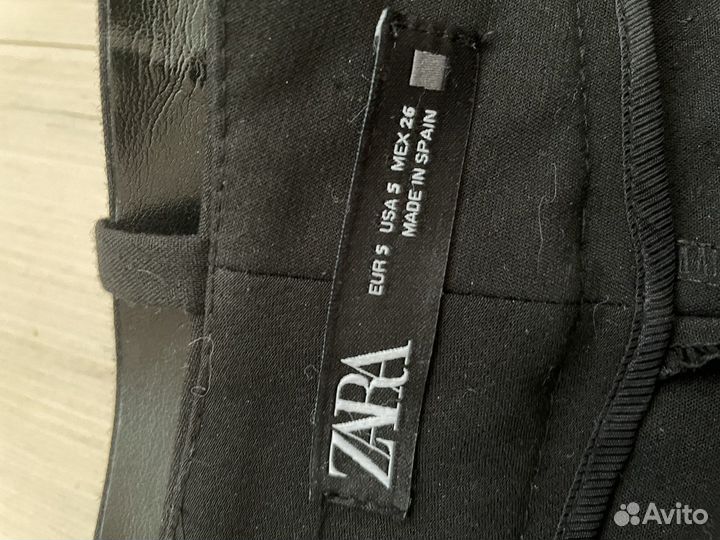 ZARA
EUR S USA S MEX 26
MADE IN SPAIN
Avito